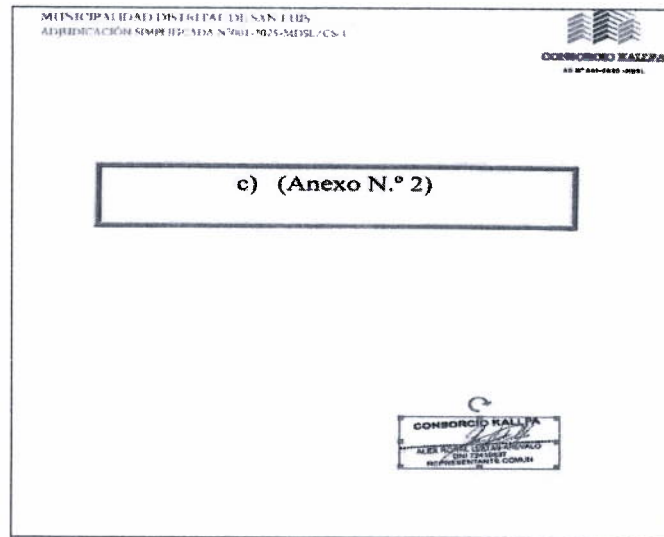 MUNICIPALIDAD DISTRITAL DE SAN LUIS
ADJUDICACIÓN SIMPLIFICADA N°001-2025-MDSL/CS-1
CONSORCIO KALLPA
c) (Anexo N.º 2)
CONSORCIO KALLPA
REPRESENTANTE COMUN